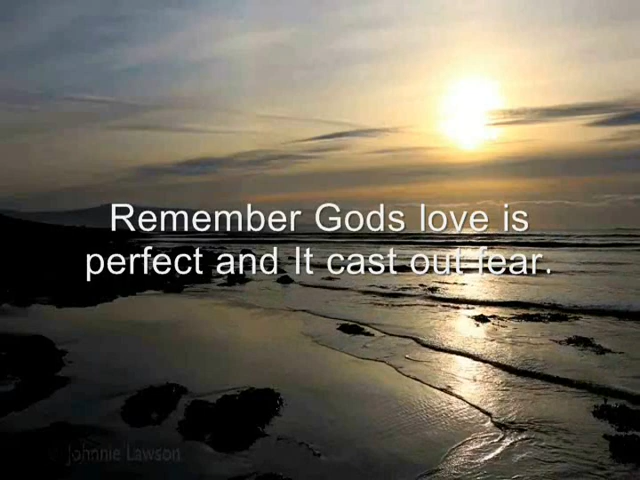 Remember Gods love is
perfect and It cast out fear.
Johnnie Lawson